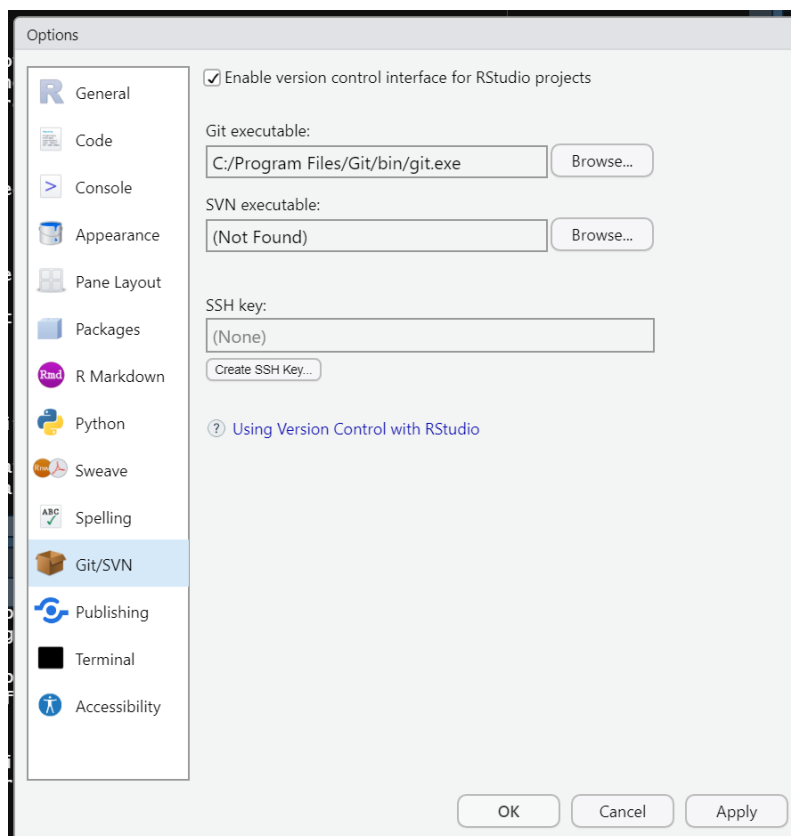 Options
General
Code
Console
Appearance
Pane Layout
Packages
Rmd
R Markdown
Python
Sweave
ABC
Spelling
Git/SVN
Publishing
Terminal
Accessibility
Enable version control interface for RStudio projects
Git executable:
C:/Program Files/Git/bin/git.exe
Browse...
SVN executable:
(Not Found)
Browse...
SSH key:
(None)
Create SSH Key...
? Using Version Control with RStudio
OK
Cancel
Apply